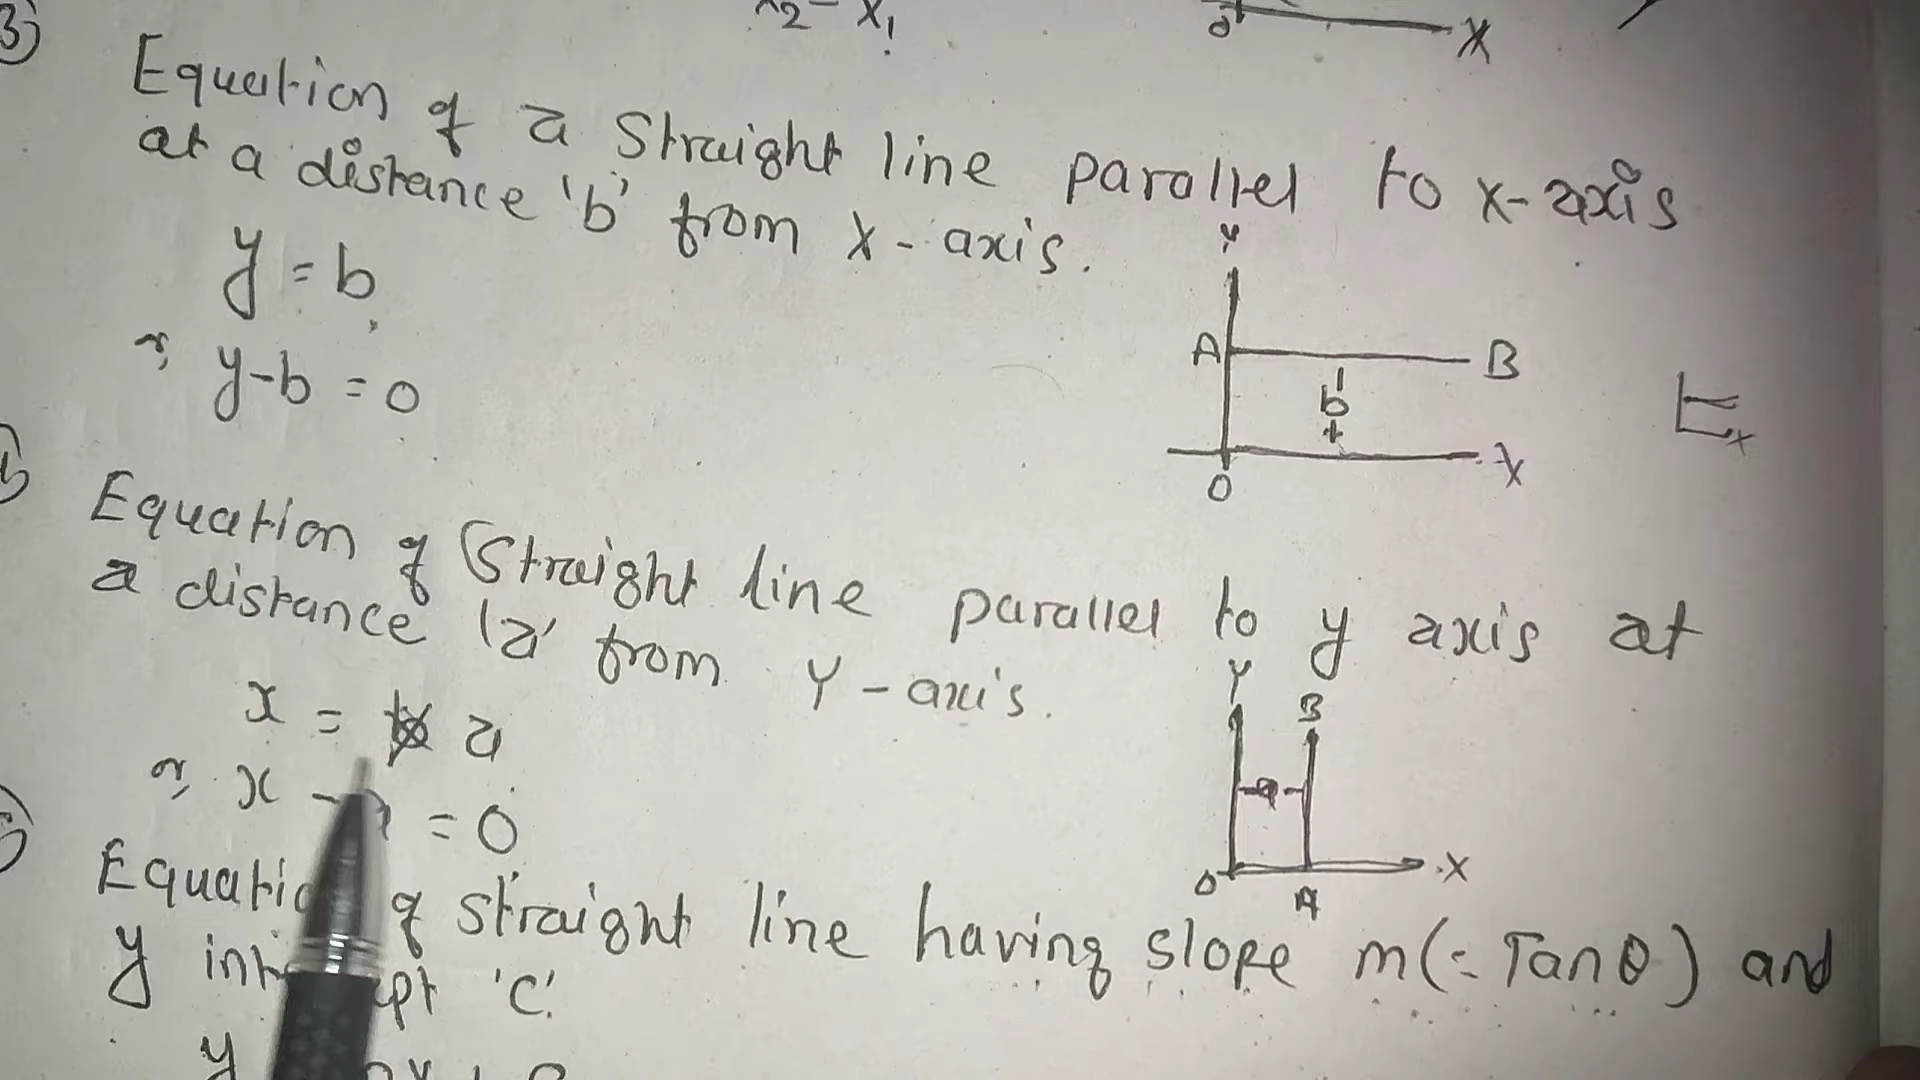 3)
x2 - x1
0 X
Equation of a Straight line parallel to x-axis
at a distance 'b' from X-axis.
y = b
or, y-b = 0
Y
A B
b
O X
x
Equation of Straight line parallel to y axis at
a distance 'a' from Y-axis.
x = a
or, x - = 0
Y B
a
O A X
Equatio of straight line having slope m(=Tanθ) and
y int pt 'c'.
y